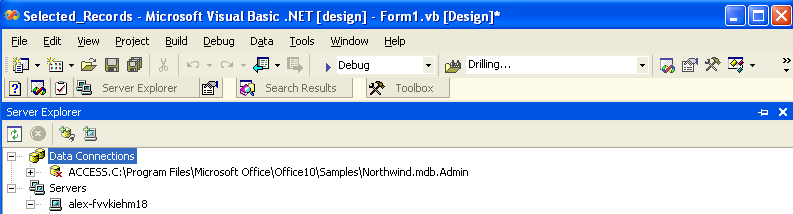 Selected_Records - Microsoft Visual Basic .NET [design] - Form1.vb [Design]*
File Edit View Project Build Debug Data Tools Window Help
Debug Drilling...
Server Explorer Search Results Toolbox
Server Explorer
Data Connections
ACCESS.C:\Program Files\Microsoft Office\Office10\Samples\Northwind.mdb.Admin
Servers
alex-fvvkiehm18